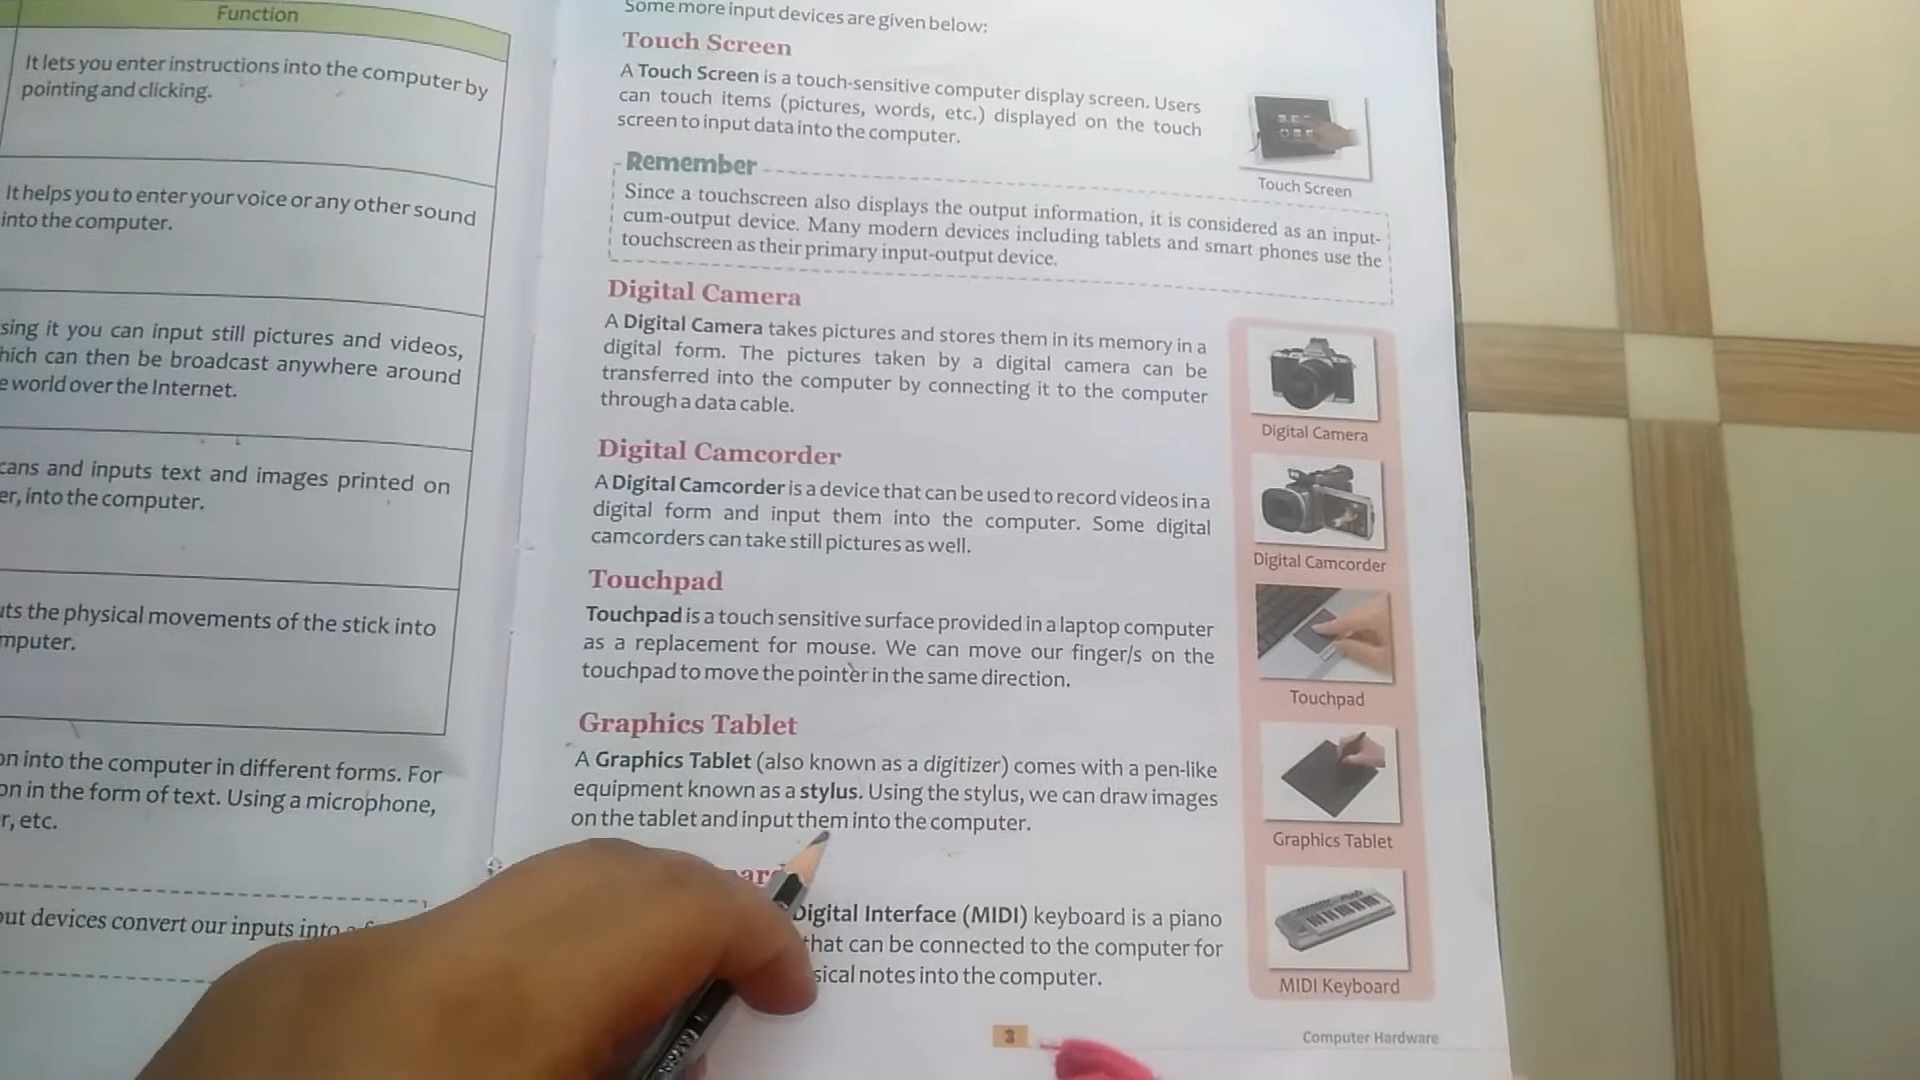 Function
It lets you enter instructions into the computer by
pointing and clicking.
It helps you to enter your voice or any other sound
into the computer.
sing it you can input still pictures and videos,
hich can then be broadcast anywhere around
e world over the Internet.
cans and inputs text and images printed on
er, into the computer.
uts the physical movements of the stick into
mputer.
on into the computer in different forms. For
on in the form of text. Using a microphone,
r, etc.
out devices convert our inputs into a
Some more input devices are given below:
Touch Screen
A Touch Screen is a touch-sensitive computer display screen. Users
can touch items (pictures, words, etc.) displayed on the touch
screen to input data into the computer.
Touch Screen
Remember
Since a touchscreen also displays the output information, it is considered as an input-
cum-output device. Many modern devices including tablets and smart phones use the
touchscreen as their primary input-output device.
Digital Camera
A Digital Camera takes pictures and stores them in its memory in a
digital form. The pictures taken by a digital camera can be
transferred into the computer by connecting it to the computer
through a data cable.
Digital Camera
Digital Camcorder
A Digital Camcorder is a device that can be used to record videos in a
digital form and input them into the computer. Some digital
camcorders can take still pictures as well.
Digital Camcorder
Touchpad
Touchpad is a touch sensitive surface provided in a laptop computer
as a replacement for mouse. We can move our finger/s on the
touchpad to move the pointer in the same direction.
Touchpad
Graphics Tablet
A Graphics Tablet (also known as a digitizer) comes with a pen-like
equipment known as a stylus. Using the stylus, we can draw images
on the tablet and input them into the computer.
Graphics Tablet
Digital Interface (MIDI) keyboard is a piano
that can be connected to the computer for
sical notes into the computer.
MIDI Keyboard
3
Computer Hardware